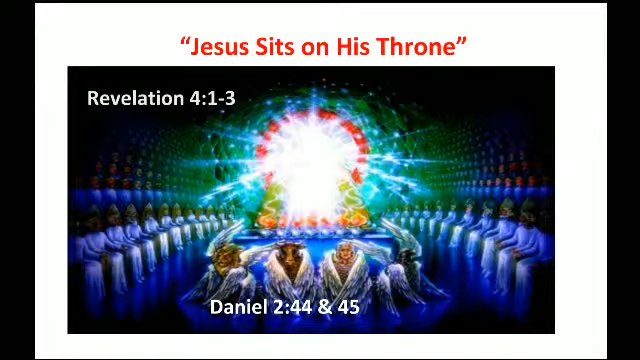 “Jesus Sits on His Throne”
Revelation 4:1-3
Daniel 2:44 & 45